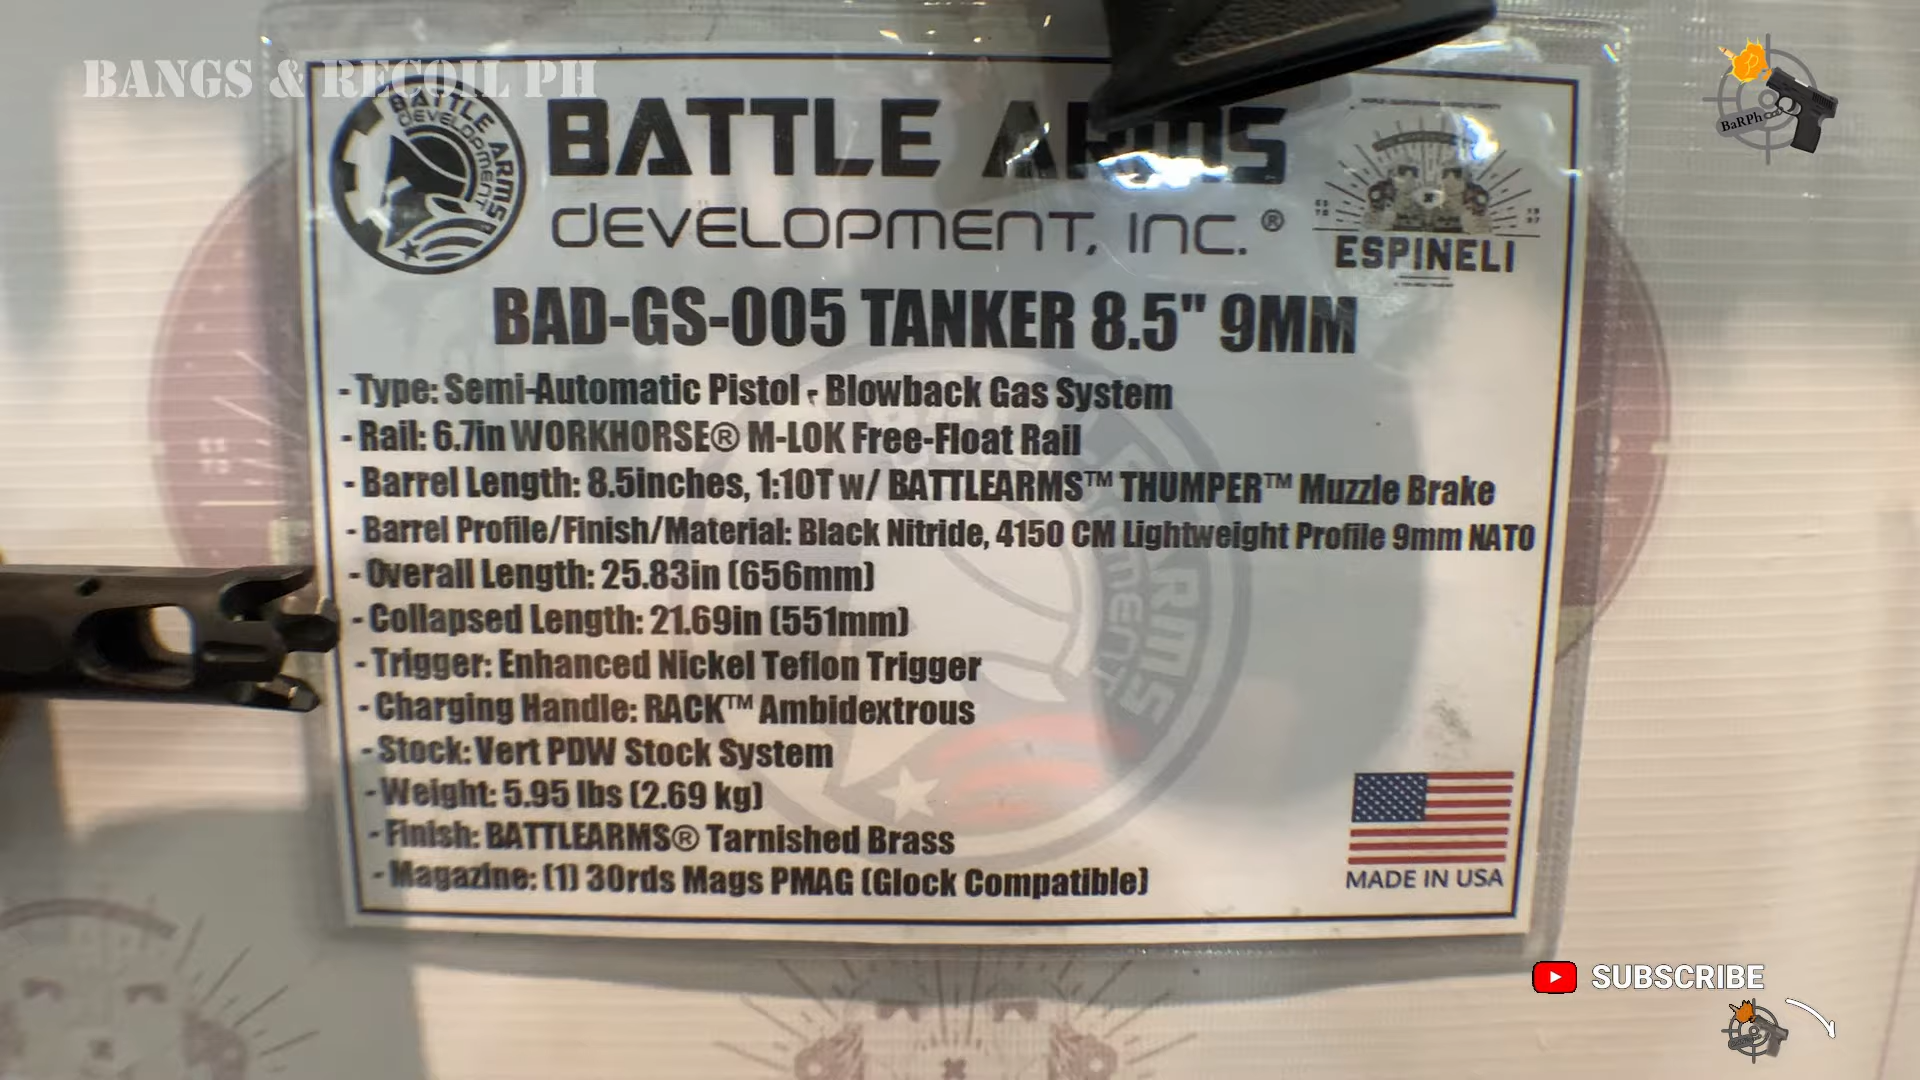 BANGS & RECOIL PH
BaRPh
BATTLE ARMS DEVELOPMENT
BATTLE ARMS
DEVELOPMENT, INC.®
ESPINELI
BAD-GS-005 TANKER 8.5" 9MM
- Type: Semi-Automatic Pistol - Blowback Gas System
- Rail: 6.7in WORKHORSE® M-LOK Free-Float Rail
- Barrel Length: 8.5inches, 1:10T w/ BATTLEARMS™ THUMPER™ Muzzle Brake
- Barrel Profile/Finish/Material: Black Nitride, 4150 CM Lightweight Profile 9mm NATO
- Overall Length: 25.83in (656mm)
- Collapsed Length: 21.69in (551mm)
- Trigger: Enhanced Nickel Teflon Trigger
- Charging Handle: RACK™ Ambidextrous
- Stock: Vert PDW Stock System
- Weight: 5.95 lbs (2.69 kg)
- Finish: BATTLEARMS® Tarnished Brass
- Magazine: (1) 30rds Mags PMAG (Glock Compatible)
MADE IN USA
SUBSCRIBE